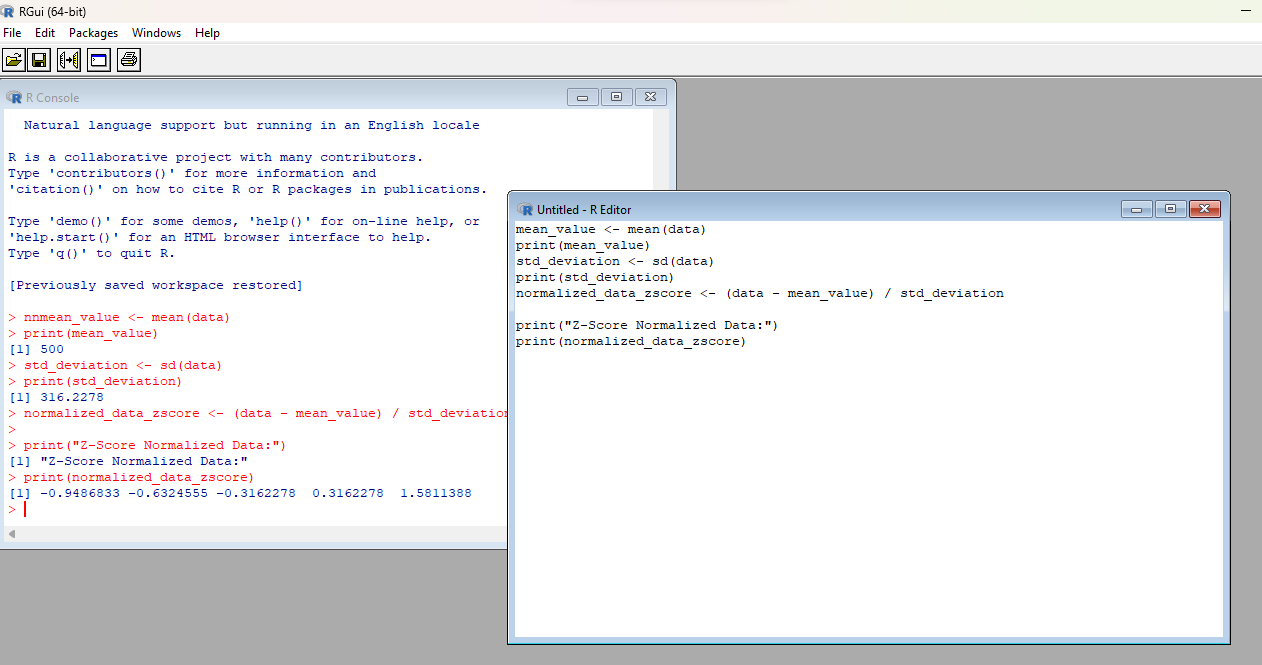 RGui (64-bit)
File Edit Packages Windows Help
R Console
Natural language support but running in an English locale
R is a collaborative project with many contributors.
Type 'contributors()' for more information and
'citation()' on how to cite R or R packages in publications.
Type 'demo()' for some demos, 'help()' for on-line help, or
'help.start()' for an HTML browser interface to help.
Type 'q()' to quit R.
[Previously saved workspace restored]
> nnmean_value <- mean(data)
> print(mean_value)
[1] 500
> std_deviation <- sd(data)
> print(std_deviation)
[1] 316.2278
> normalized_data_zscore <- (data - mean_value) / std_deviation
>
> print("Z-Score Normalized Data:")
[1] "Z-Score Normalized Data:"
> print(normalized_data_zscore)
[1] -0.9486833 -0.6324555 -0.3162278  0.3162278  1.5811388
>
Untitled - R Editor
mean_value <- mean(data)
print(mean_value)
std_deviation <- sd(data)
print(std_deviation)
normalized_data_zscore <- (data - mean_value) / std_deviation
print("Z-Score Normalized Data:")
print(normalized_data_zscore)